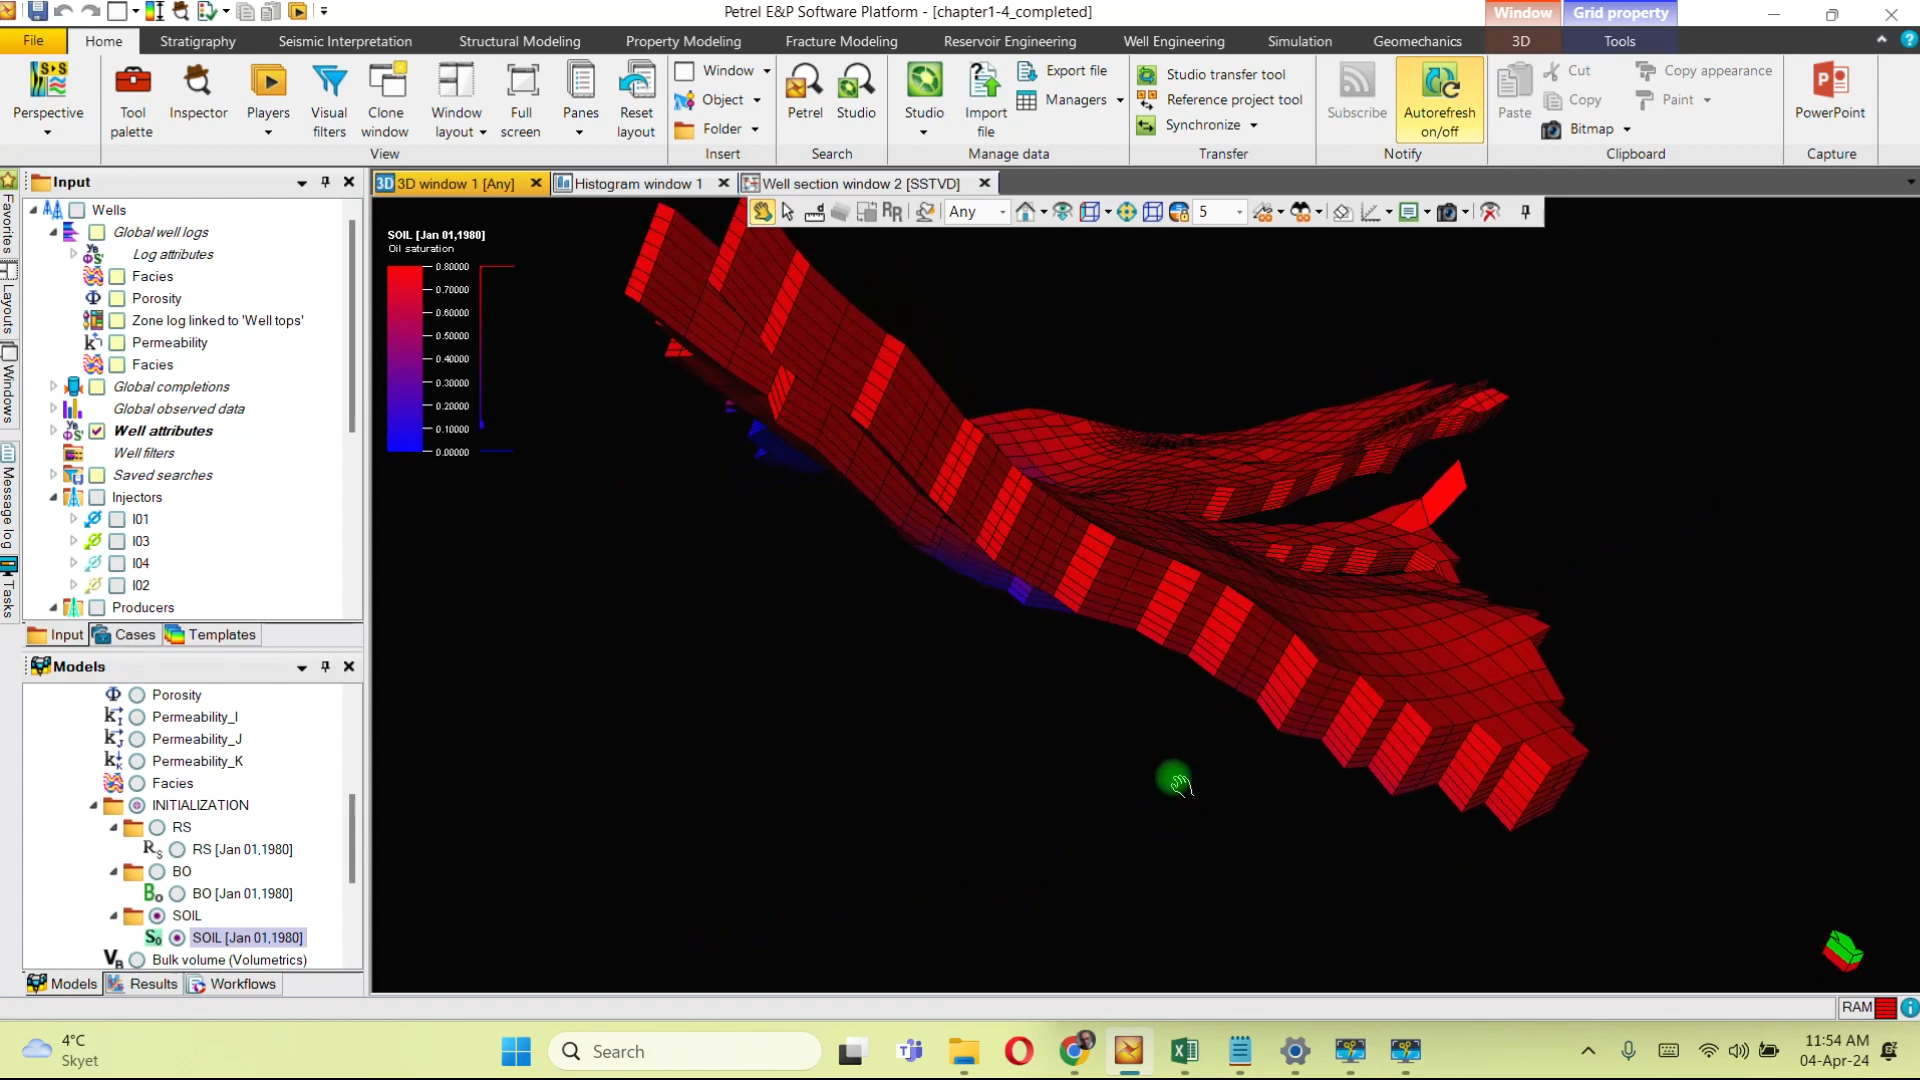 Petrel E&P Software Platform - [chapter1-4_completed]
Window
Grid property
File
Home
Stratigraphy
Seismic Interpretation
Structural Modeling
Property Modeling
Fracture Modeling
Reservoir Engineering
Well Engineering
Simulation
Geomechanics
3D
Tools
Perspective
Tool palette
Inspector
Players
Visual filters
Clone window
Window layout
Full screen
Panes
Reset layout
View
Window
Object
Folder
Insert
Petrel
Studio
Search
Studio
Import file
Export file
Managers
Manage data
Studio transfer tool
Reference project tool
Synchronize
Transfer
Subscribe
Autorefresh on/off
Notify
Paste
Cut
Copy
Copy appearance
Paint
Bitmap
Clipboard
PowerPoint
Capture
Favorites
Layouts
Windows
Message log
Tasks
Input
Wells
Global well logs
Log attributes
Facies
Porosity
Zone log linked to 'Well tops'
Permeability
Facies
Global completions
Global observed data
Well attributes
Well filters
Saved searches
Injectors
I01
I03
I04
I02
Producers
Input
Cases
Templates
Models
Porosity
Permeability_I
Permeability_J
Permeability_K
Facies
INITIALIZATION
RS
RS [Jan 01,1980]
BO
BO [Jan 01,1980]
SOIL
SOIL [Jan 01,1980]
Bulk volume (Volumetrics)
Models
Results
Workflows
3D window 1 [Any]
Histogram window 1
Well section window 2 [SSTVD]
Any
5
SOIL [Jan 01,1980]
Oil saturation
0.80000
0.70000
0.60000
0.50000
0.40000
0.30000
0.20000
0.10000
0.00000
RAM
4°C
Skyet
Search
11:54 AM
04-Apr-24